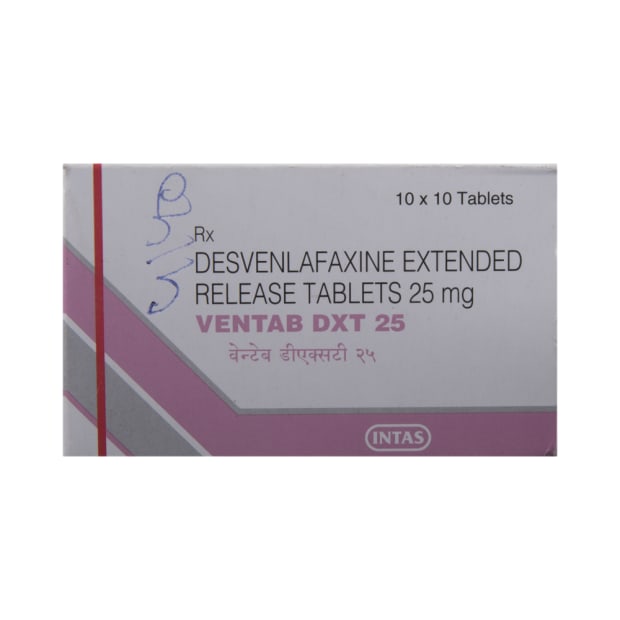 10 x 10 Tablets
Rx
DESVENLAFAXINE EXTENDED
RELEASE TABLETS 25 mg
VENTAB DXT 25
वेन्टेब डीएक्सटी २५
INTAS